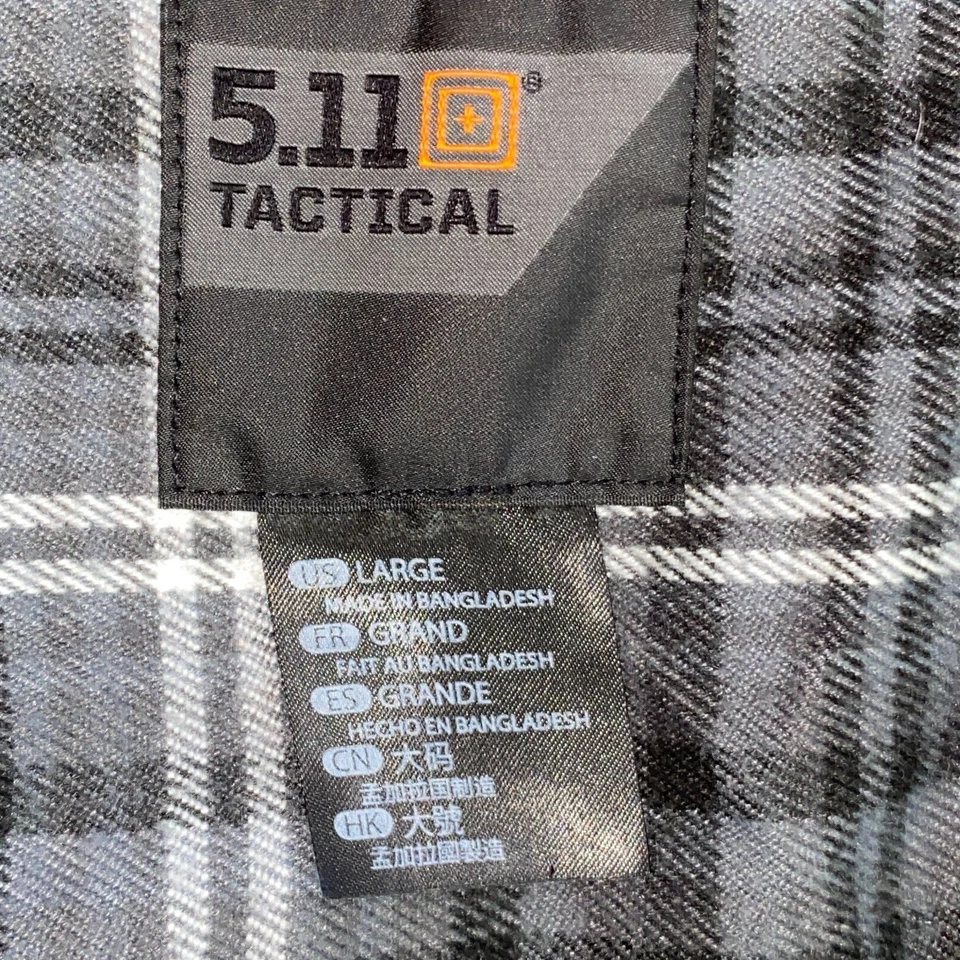 5.11®
TACTICAL
US LARGE
MADE IN BANGLADESH
FR GRAND
FAIT AU BANGLADESH
ES GRANDE
HECHO EN BANGLADESH
CN 大码
孟加拉国制造
HK 大號
孟加拉國製造